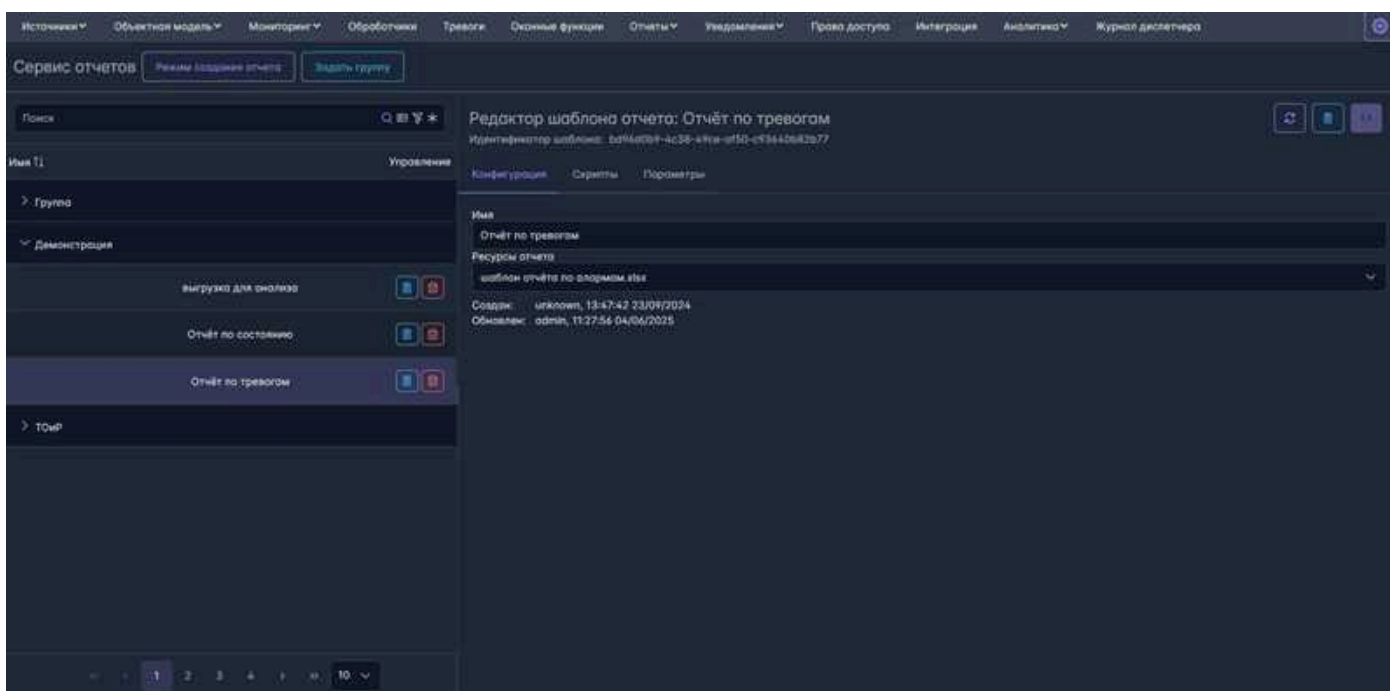 Источники Объектная модель Мониторинг Обработчики Тревоги Оконные функции Отчеты Уведомления Права доступа Интеграция Аналитика Журнал диспетчера
Сервис отчетов Режим создания отчета Задать группу
Поиск
Имя Управление
Группа
Демонстрация
выгрузка для анализа
Отчёт по состоянию
Отчёт по тревогам
ТОиР
1 2 3 4 10
Редактор шаблона отчета: Отчёт по тревогам
Идентификатор шаблона:
Конфигурация Скрипты Параметры
Имя
Отчёт по тревогам
Ресурсы отчета
шаблон отчёта по алармам.xlsx
Создан: unknown, 13:47:42 23/09/2024
Обновлен: admin, 11:27:56 04/06/2025